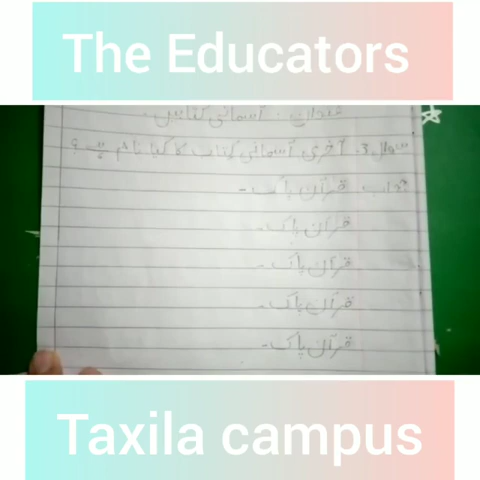 The Educators
عنوان: آسمانی کتابیں۔
سوال 3. آخری آسمانی کتاب کا کیا نام ہے ؟
جواب قرآن پاک۔
قرآن پاک۔
قرآن پاک۔
قرآن پاک۔
قرآن پاک۔
Taxila campus